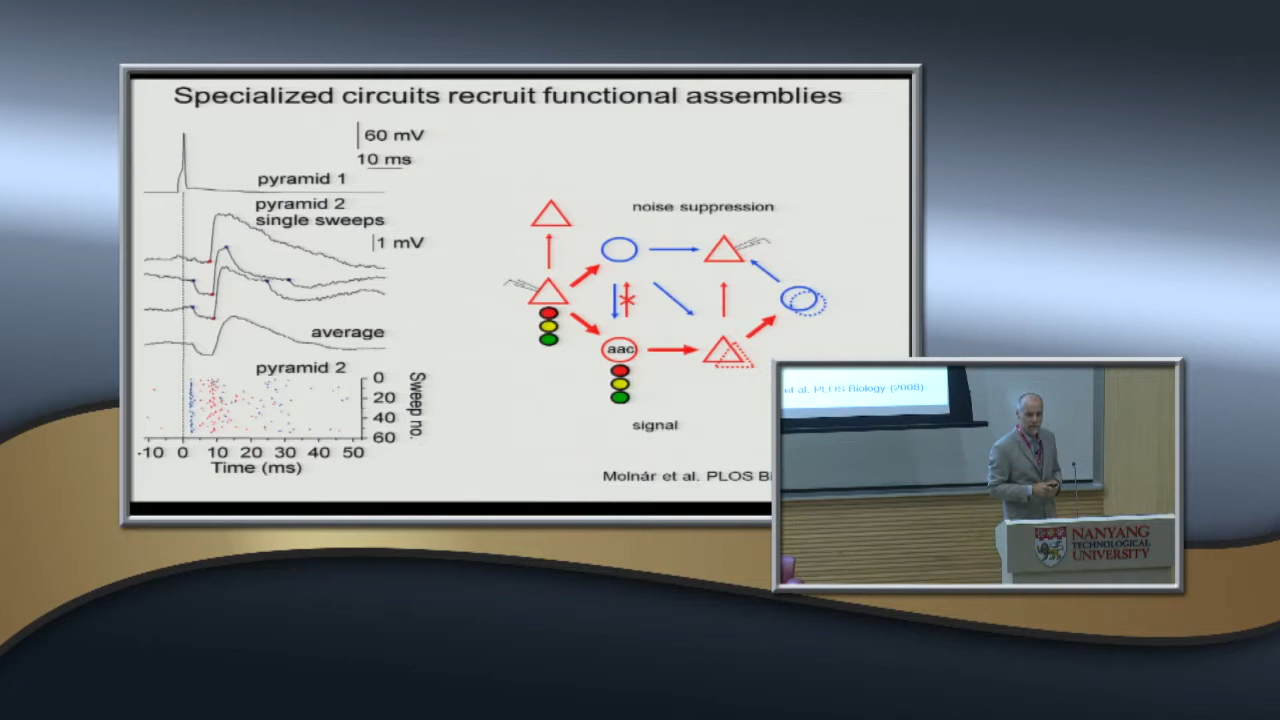 Specialized circuits recruit functional assemblies
60 mV
10 ms
pyramid 1
pyramid 2
single sweeps
1 mV
average
pyramid 2
0
20
40
60
Sweep no.
-10 0 10 20 30 40 50
Time (ms)
noise suppression
aac
signal
Molnár et al. PLOS Bi
et al. PLOS Biology (2008)
NANYANG
TECHNOLOGICAL
UNIVERSITY